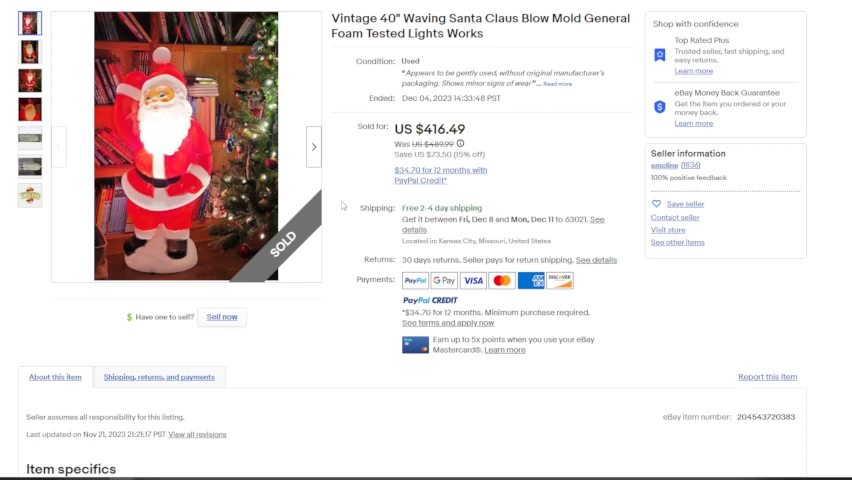 Vintage 40" Waving Santa Claus Blow Mold General
Foam Tested Lights Works
Condition: Used
"Appears to be gently used, without original manufacturer's
packaging. Shows minor signs of wear"... Read more
Ended: Dec 04, 2023 14:33:48 PST
Sold for: US $416.49
Was US $489.99
Save US $73.50 (15% off)
$34.70 for 12 months with
PayPal Credit*
Shipping: Free 2-4 day shipping
Get it between Fri, Dec 8 and Mon, Dec 11 to 63021. See
details
Located in: Kansas City, Missouri, United States
Returns: 30 days returns. Seller pays for return shipping. See details
Payments: PayPal G Pay VISA AM EX DISCOVER
PayPal CREDIT
*$34.70 for 12 months. Minimum purchase required.
See terms and apply now
Earn up to 5x points when you use your eBay
Mastercard®. Learn more
SOLD
$ Have one to sell? Sell now
Shop with confidence
Top Rated Plus
Trusted seller, fast shipping, and
easy returns.
Learn more
eBay Money Back Guarantee
Get the item you ordered or your
money back.
Learn more
Seller information
emcline (1836)
100% positive feedback
Save seller
Contact seller
Visit store
See other items
About this item
Shipping, returns, and payments
Report this item
Seller assumes all responsibility for this listing.
eBay item number: 204543720383
Last updated on Nov 21, 2023 21:21:17 PST View all revisions
Item specifics